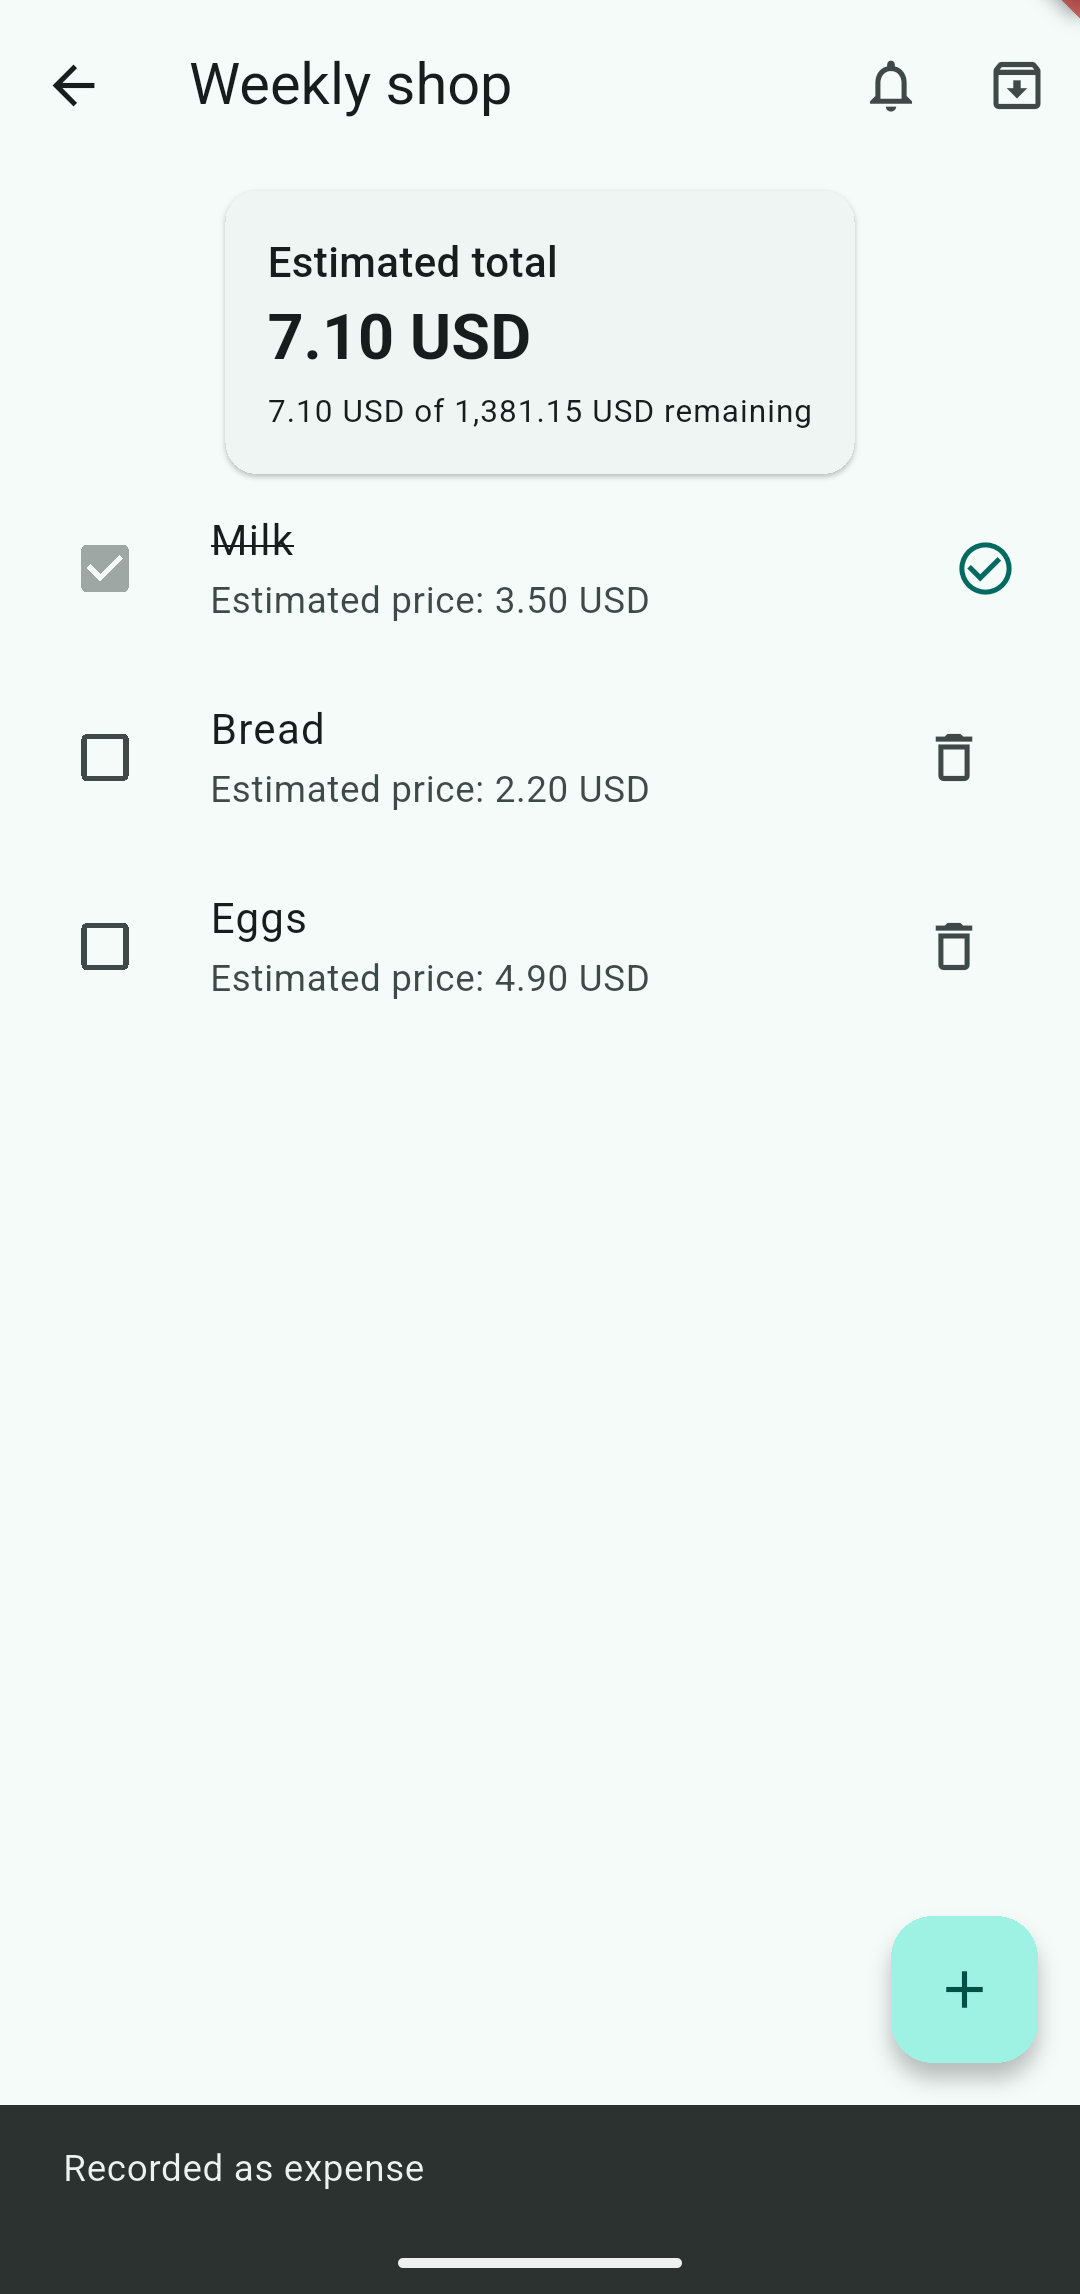 Weekly shop
Estimated total
7.10 USD
7.10 USD of 1,381.15 USD remaining
Milk
Estimated price: 3.50 USD
Bread
Estimated price: 2.20 USD
Eggs
Estimated price: 4.90 USD
Recorded as expense